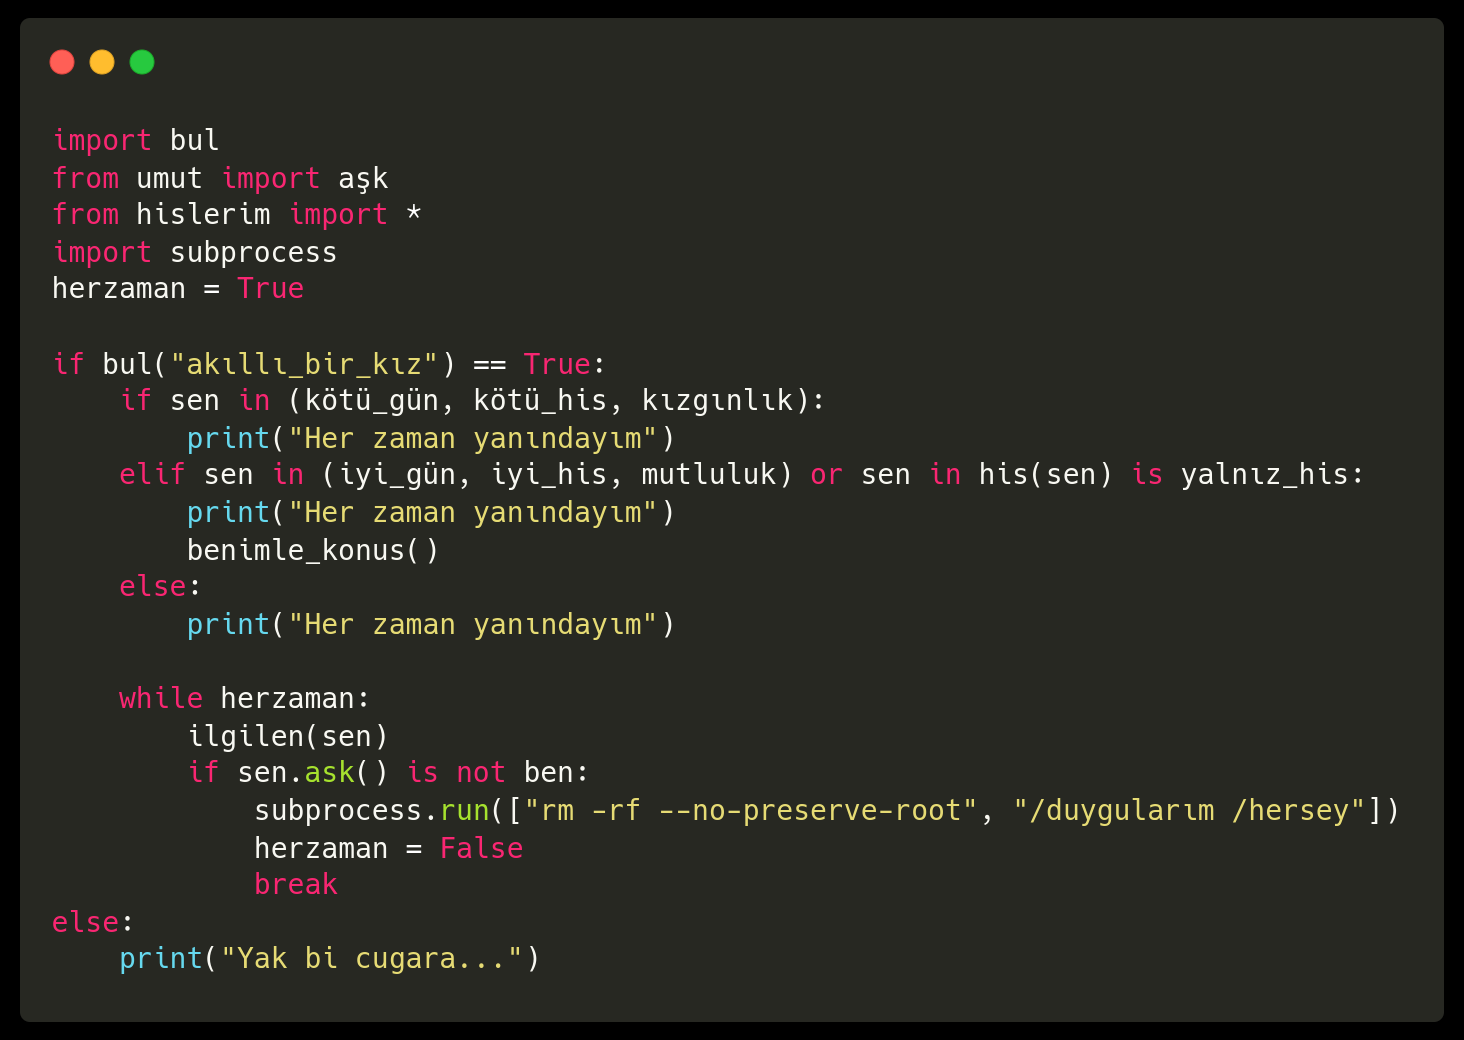 import bul
from umut import aşk
from hislerim import *
import subprocess
herzaman = True

if bul("akıllı_bir_kız") == True:
    if sen in (kötü_gün, kötü_his, kızgınlık):
        print("Her zaman yanındayım")
    elif sen in (iyi_gün, iyi_his, mutluluk) or sen in his(sen) is yalnız_his:
        print("Her zaman yanındayım")
        benimle_konus()
    else:
        print("Her zaman yanındayım")

    while herzaman:
        ilgilen(sen)
        if sen.ask() is not ben:
            subprocess.run(["rm -rf --no-preserve-root", "/duygularım /hersey"])
            herzaman = False
            break
else:
    print("Yak bi cugara...")